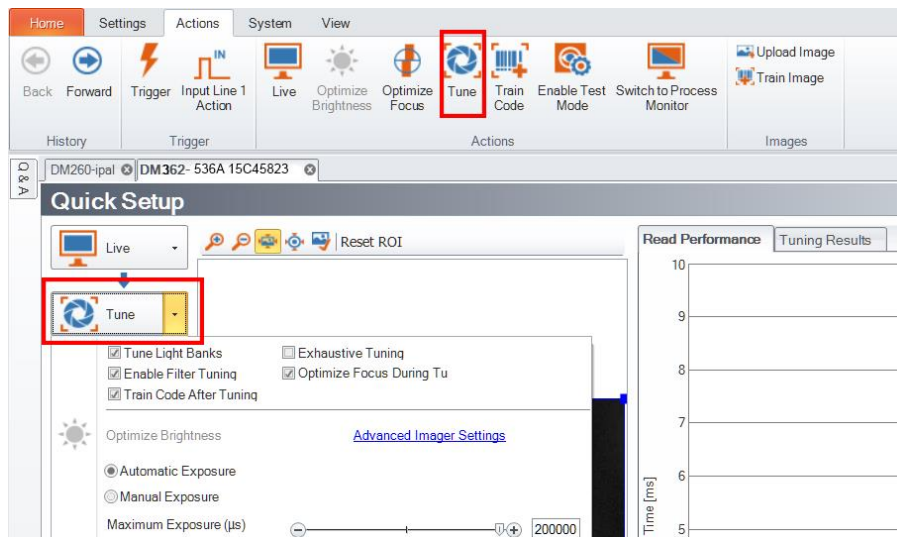 Home Settings Actions System View
Back Forward Trigger Input Line 1 Action Live Optimize Brightness Optimize Focus Tune Train Code Enable Test Mode Switch to Process Monitor Upload Image
Train Image
IN
History Trigger Actions Images
Q & A
DM260-ipal DM362- 536A 15C45823
Quick Setup
Live Reset ROI Read Performance Tuning Results
Tune
Tune Light Banks Exhaustive Tuning
Enable Filter Tuning Optimize Focus During Tu
Train Code After Tuning
Optimize Brightness Advanced Imager Settings
Automatic Exposure
Manual Exposure
Maximum Exposure (µs) 200000
Time [ms]
10
9
8
7
6
5